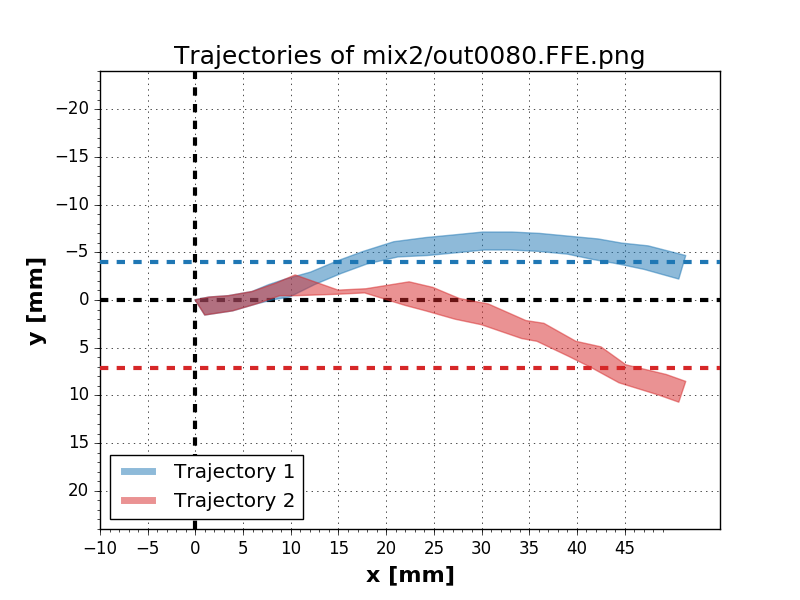 Trajectories of mix2/out0080.FFE.png
−20
−15
−10
−5
0
5
10
15
20
y [mm]
Trajectory 1
Trajectory 2
−10 −5 0 5 10 15 20 25 30 35 40 45
x [mm]